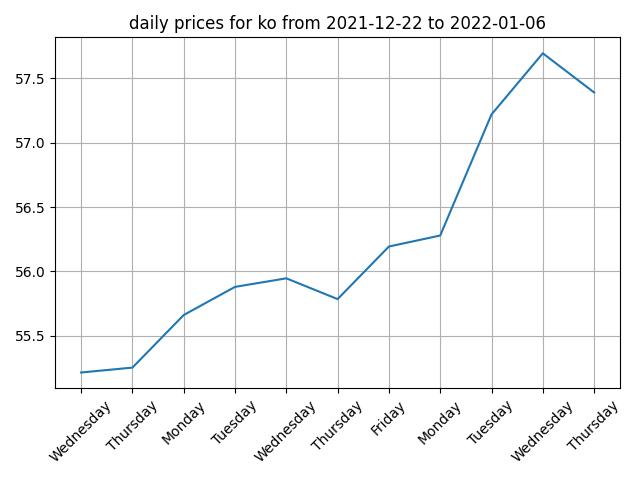 daily prices for ko from 2021-12-22 to 2022-01-06
57.5
57.0
56.5
56.0
55.5
Wednesday
Thursday
Monday
Tuesday
Wednesday
Thursday
Friday
Monday
Tuesday
Wednesday
Thursday